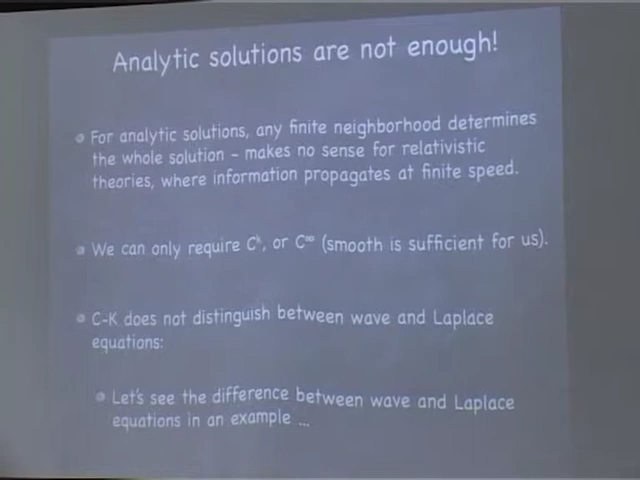 Analytic solutions are not enough!
For analytic solutions, any finite neighborhood determines
the whole solution – makes no sense for relativistic
theories, where information propagates at finite speed.
We can only require Cᵏ, or C∞ (smooth is sufficient for us).
C-K does not distinguish between wave and Laplace
equations:
Let's see the difference between wave and Laplace
equations in an example ...